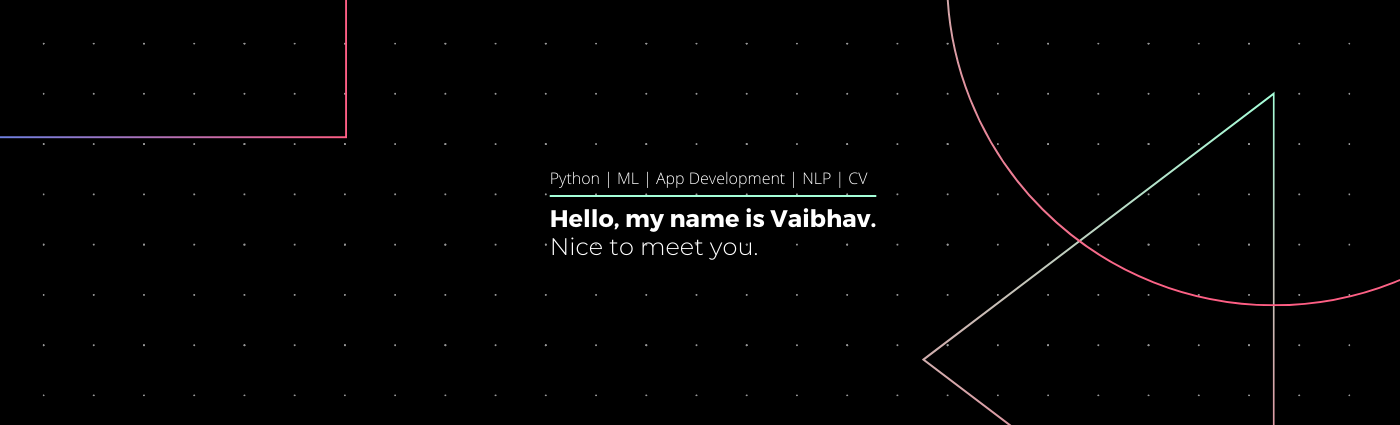 Python | ML | App Development | NLP | CV
Hello, my name is Vaibhav.
Nice to meet you.